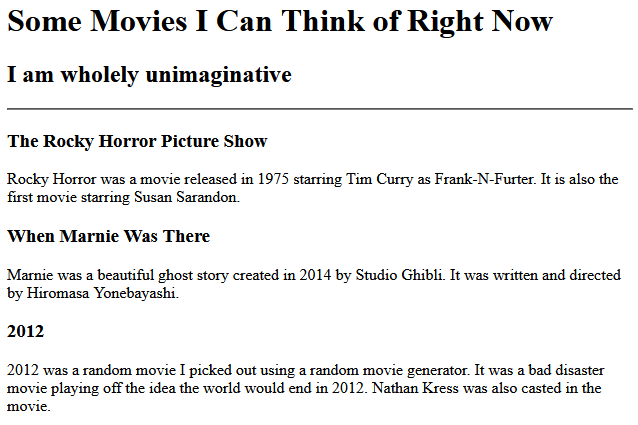 Some Movies I Can Think of Right Now
I am wholely unimaginative
The Rocky Horror Picture Show
Rocky Horror was a movie released in 1975 starring Tim Curry as Frank-N-Furter. It is also the
first movie starring Susan Sarandon.
When Marnie Was There
Marnie was a beautiful ghost story created in 2014 by Studio Ghibli. It was written and directed
by Hiromasa Yonebayashi.
2012
2012 was a random movie I picked out using a random movie generator. It was a bad disaster
movie playing off the idea the world would end in 2012. Nathan Kress was also casted in the
movie.